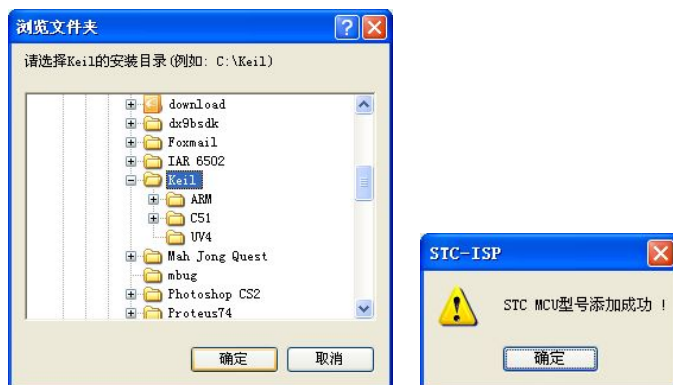 浏览文件夹
请选择Keil的安装目录(例如: C:\Keil)
download
dx9bsdk
Foxmail
IAR 6502
Keil
ARM
C51
UV4
Mah Jong Quest
mbug
Photoshop CS2
Proteus74
确定
取消
STC-ISP
STC MCU型号添加成功 !
确定